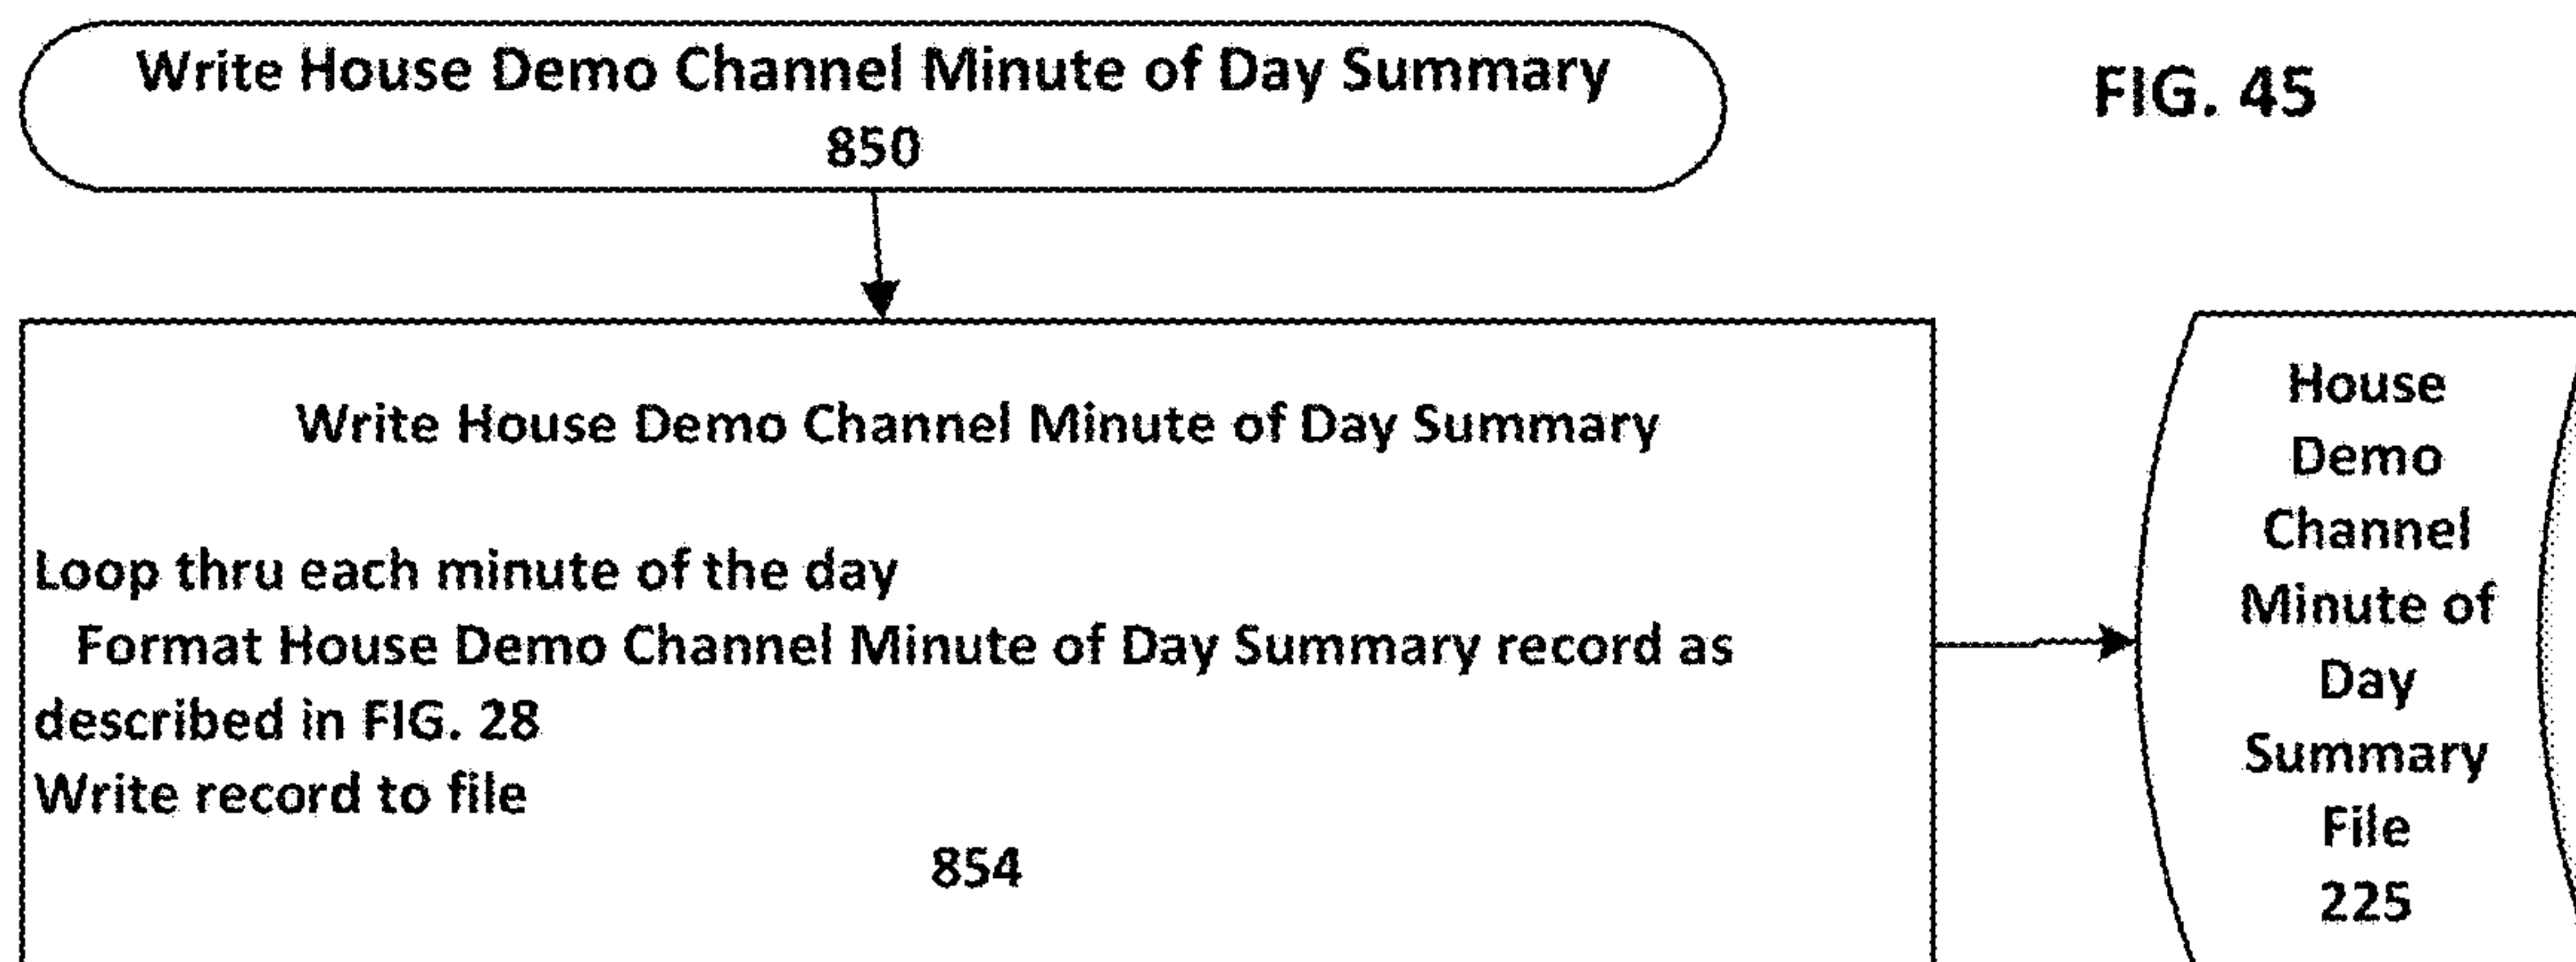 Write House Demo Channel Minute of Day Summary
850
FIG. 45
Write House Demo Channel Minute of Day Summary
Loop thru each minute of the day
Format House Demo Channel Minute of Day Summary record as
described in FIG. 28
Write record to file
854
House
Demo
Channel
Minute of
Day
Summary
File
225